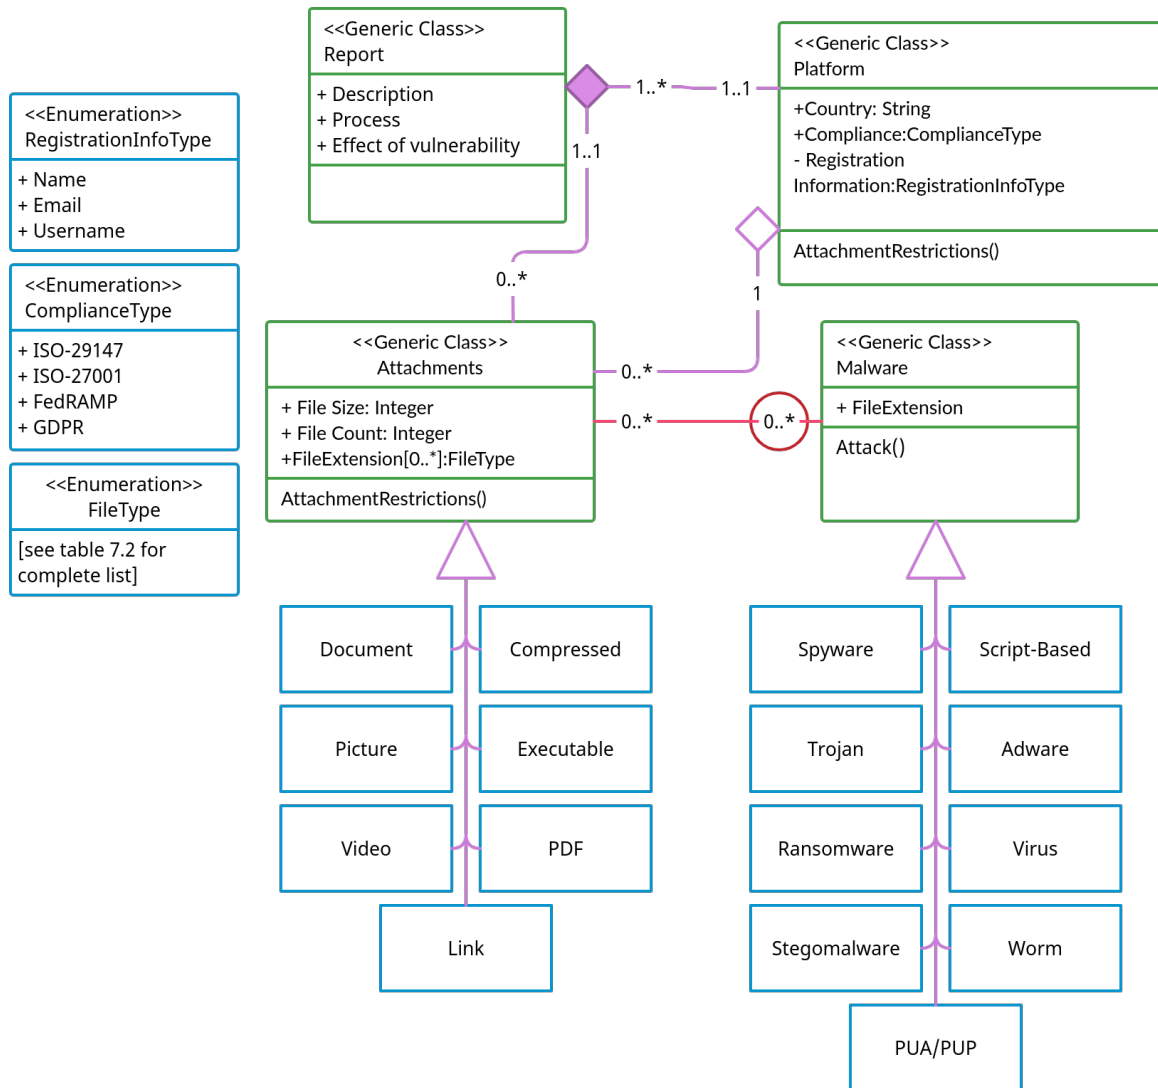 <<Generic Class>>
Report
+ Description
+ Process
+ Effect of vulnerability
<<Generic Class>>
Platform
+Country: String
+Compliance:ComplianceType
- Registration
Information:RegistrationInfoType
AttachmentRestrictions()
1..*
1..1
1..1
0..*
1
0..*
<<Enumeration>>
RegistrationInfoType
+ Name
+ Email
+ Username
<<Enumeration>>
ComplianceType
+ ISO-29147
+ ISO-27001
+ FedRAMP
+ GDPR
<<Enumeration>>
FileType
[see table 7.2 for
complete list]
<<Generic Class>>
Attachments
+ File Size: Integer
+ File Count: Integer
+FileExtension[0..*]:FileType
AttachmentRestrictions()
0..*
0..*
<<Generic Class>>
Malware
+ FileExtension
Attack()
Document
Compressed
Picture
Executable
Video
PDF
Link
Spyware
Script-Based
Trojan
Adware
Ransomware
Virus
Stegomalware
Worm
PUA/PUP